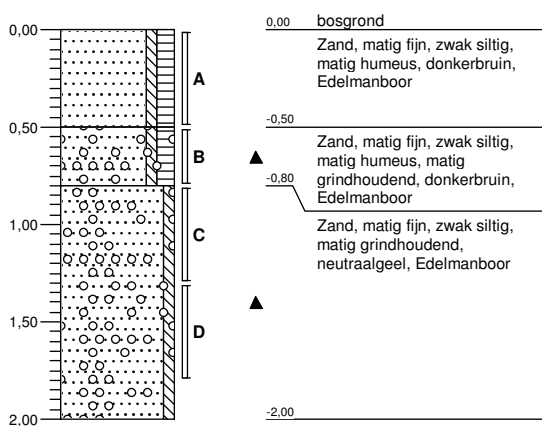 0,00
0,50
1,00
1,50
2,00
A
B
C
D
0,00 bosgrond
Zand, matig fijn, zwak siltig,
matig humeus, donkerbruin,
Edelmanboor
-0,50
Zand, matig fijn, zwak siltig,
matig humeus, matig
grindhoudend, donkerbruin,
Edelmanboor
-0,80
Zand, matig fijn, zwak siltig,
matig grindhoudend,
neutraalgeel, Edelmanboor
-2,00